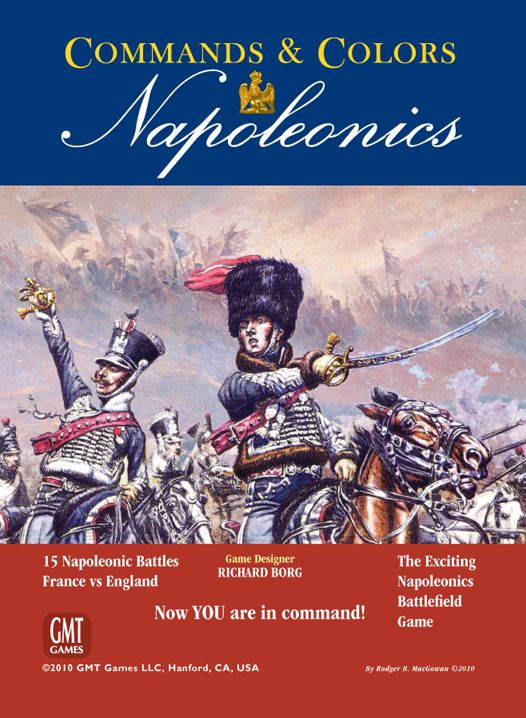 COMMANDS & COLORS
Napoleonics
15 Napoleonic Battles
France vs England
Game Designer
RICHARD BORG
The Exciting
Napoleonics
Battlefield
Game
Now YOU are in command!
GMT
GAMES
©2010 GMT Games LLC, Hanford, CA, USA
By Rodger B. MacGowan ©2010